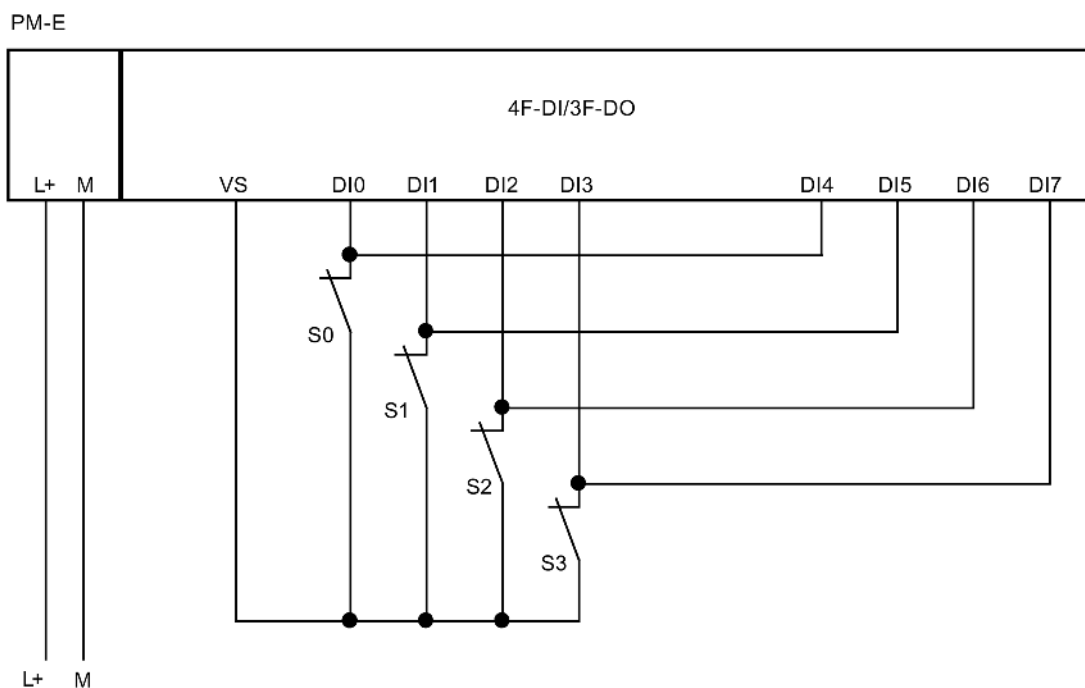 PM-E
4F-DI/3F-DO
L+ M VS DI0 DI1 DI2 DI3 DI4 DI5 DI6 DI7
S0
S1
S2
S3
L+ M